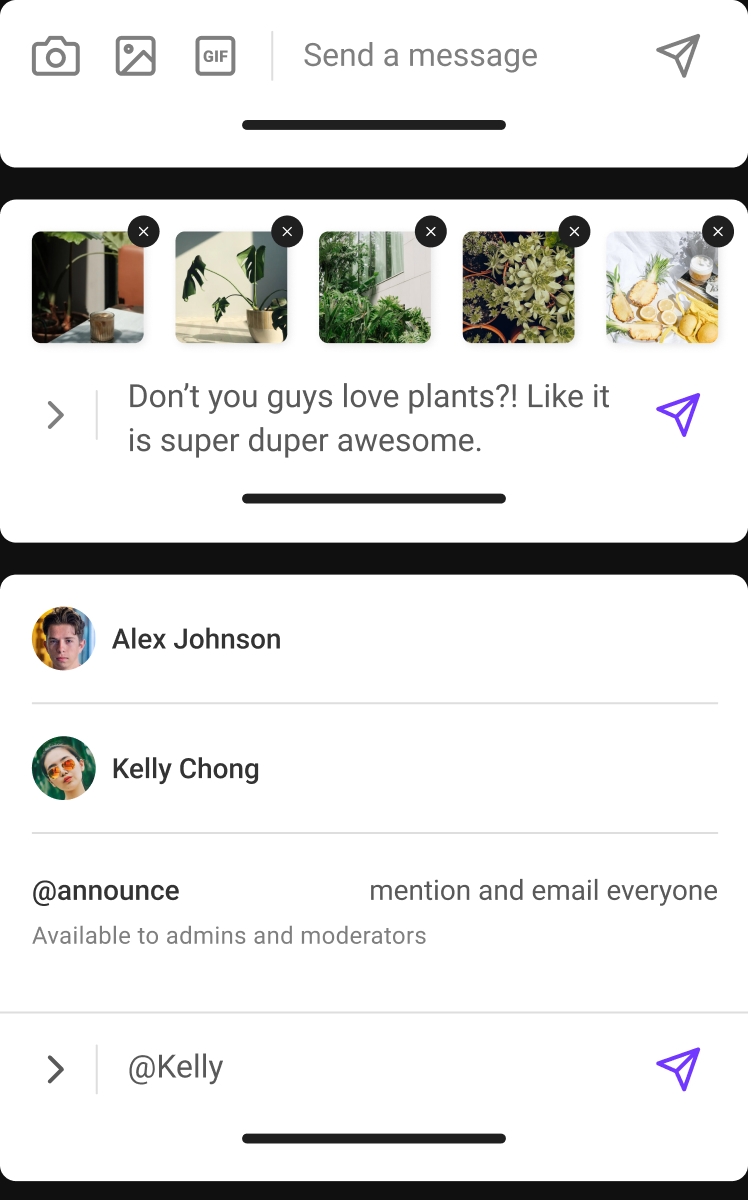 GIF
Send a message
Don’t you guys love plants?! Like it
is super duper awesome.
Alex Johnson
Kelly Chong
@announce
mention and email everyone
Available to admins and moderators
@Kelly